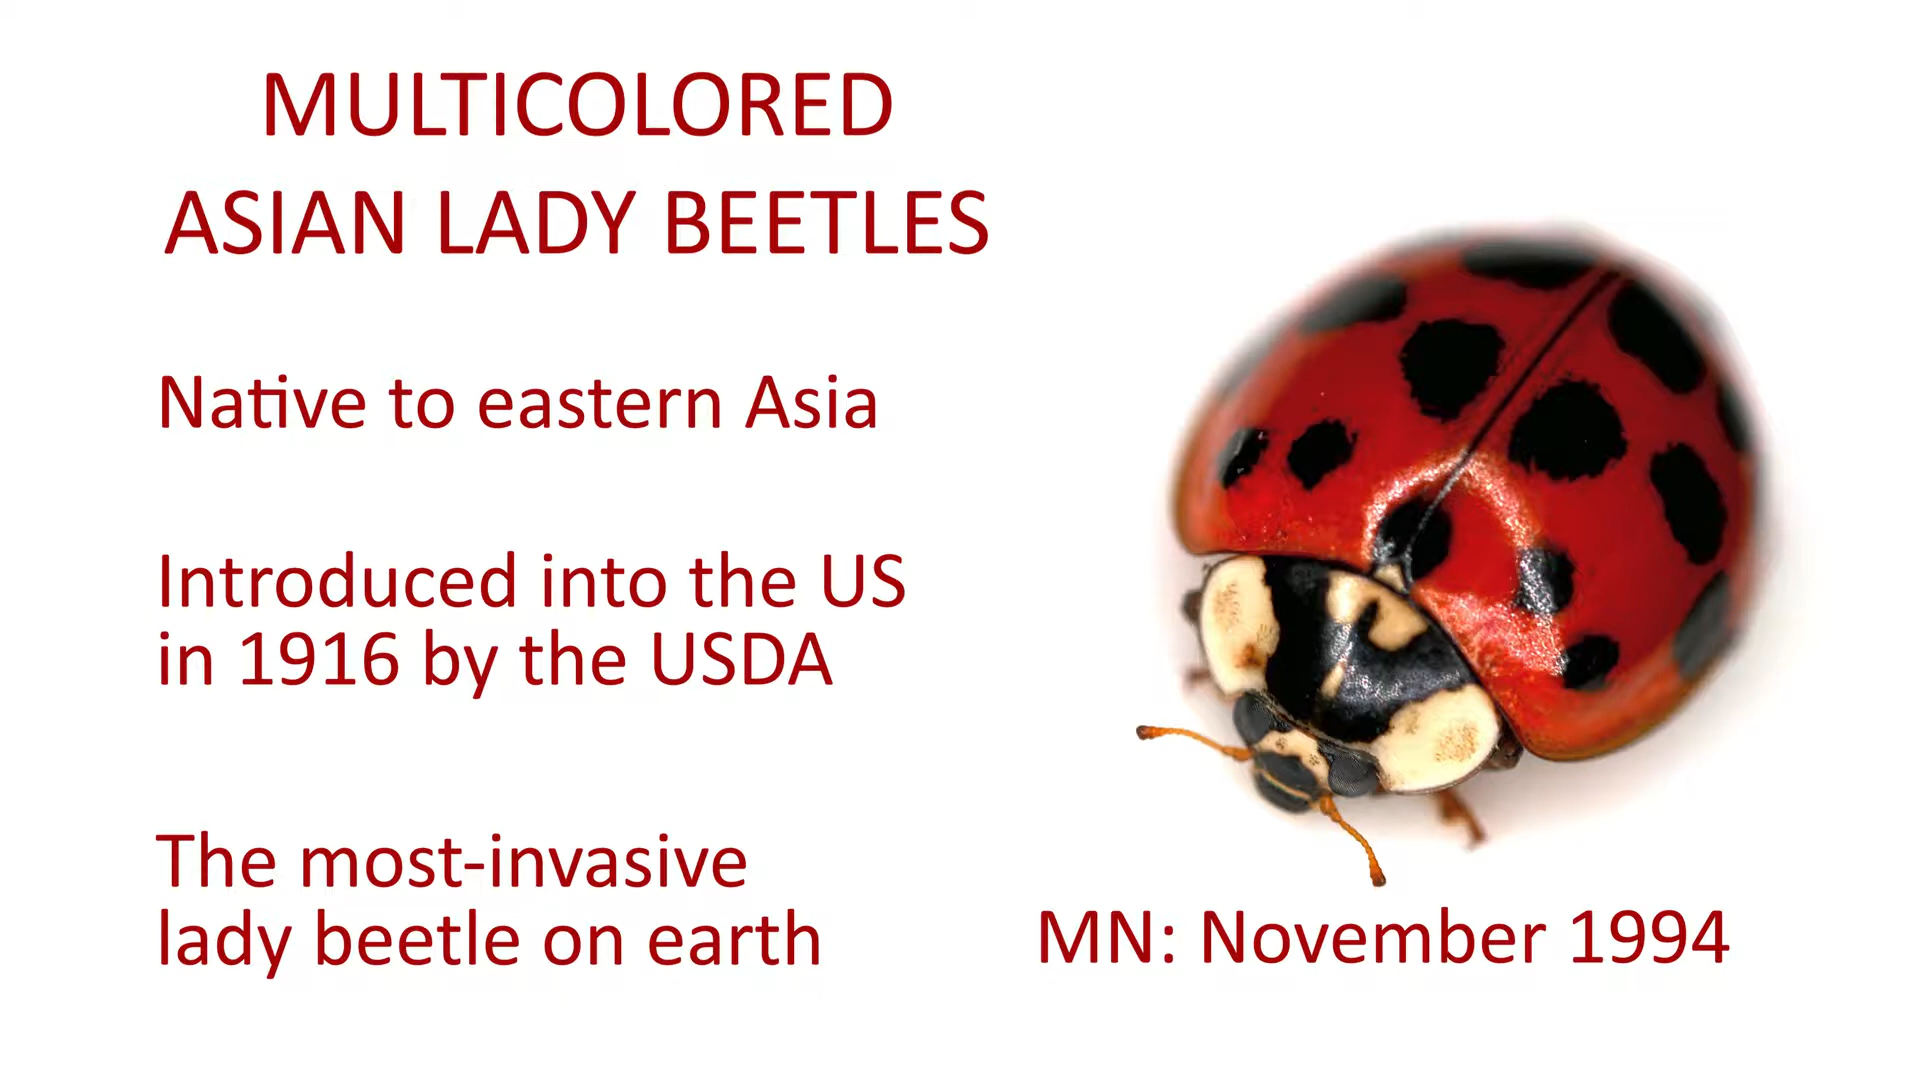 MULTICOLORED
ASIAN LADY BEETLES
Native to eastern Asia
Introduced into the US
in 1916 by the USDA
The most-invasive
lady beetle on earth
MN: November 1994